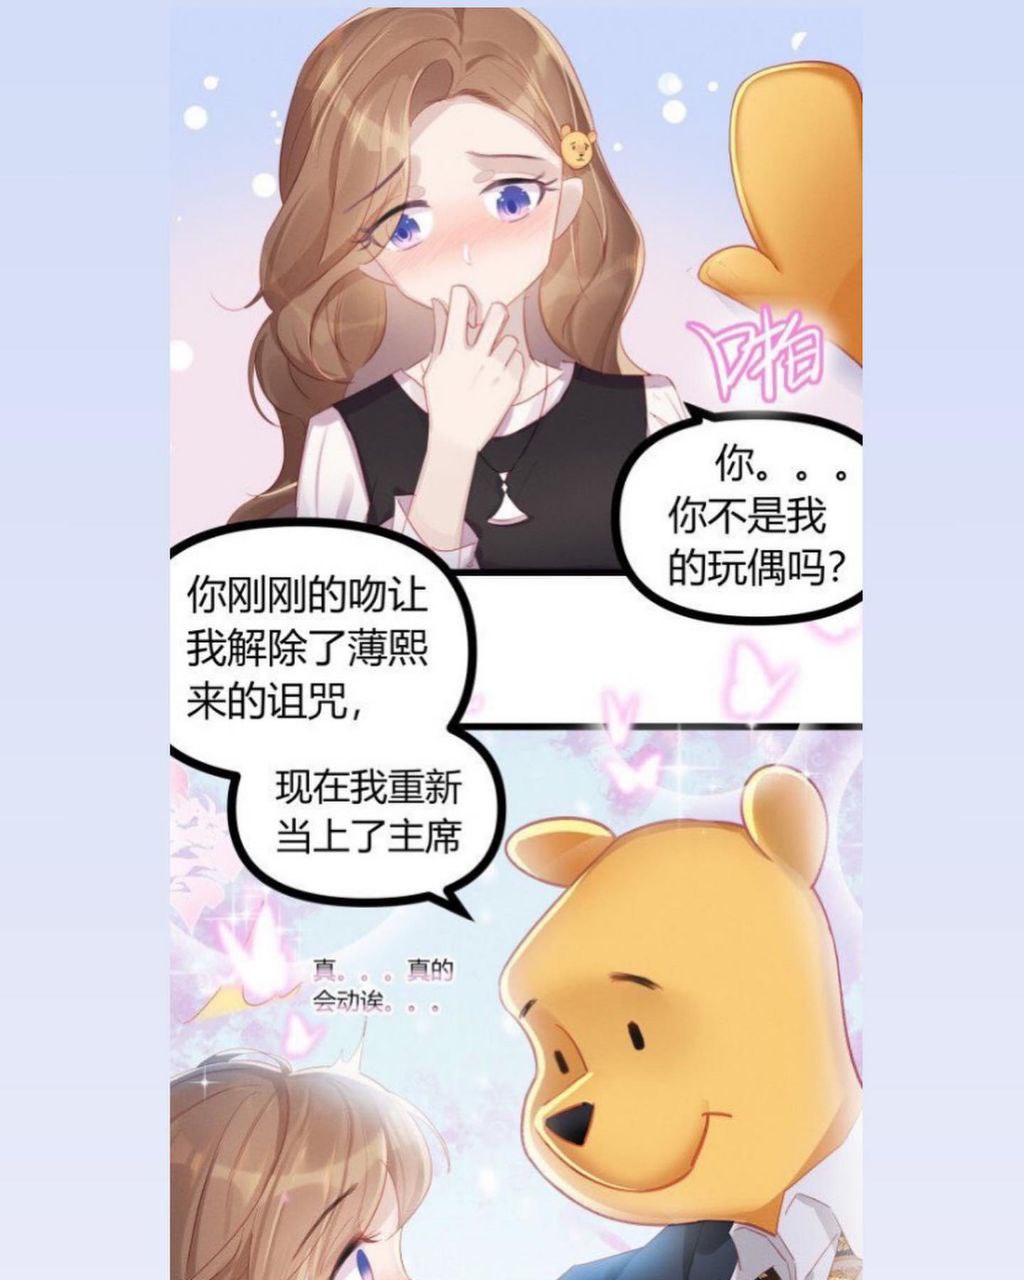 啪
你。。。
你不是我
的玩偶吗？
你刚刚的吻让
我解除了薄熙
来的诅咒，
现在我重新
当上了主席
真。。。真的
会动诶。。。